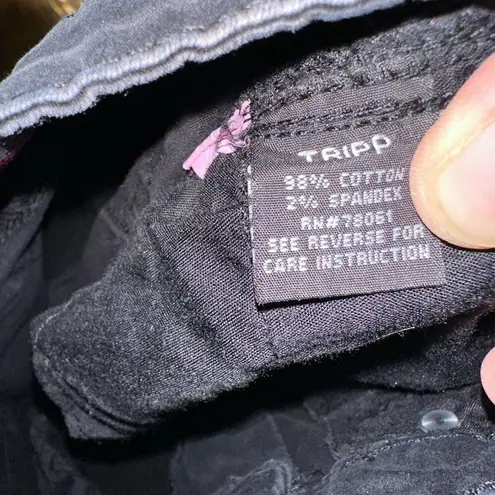 TRIPP
98% COTTON
2% SPANDEX
RN#78061
SEE REVERSE FOR
CARE INSTRUCTION